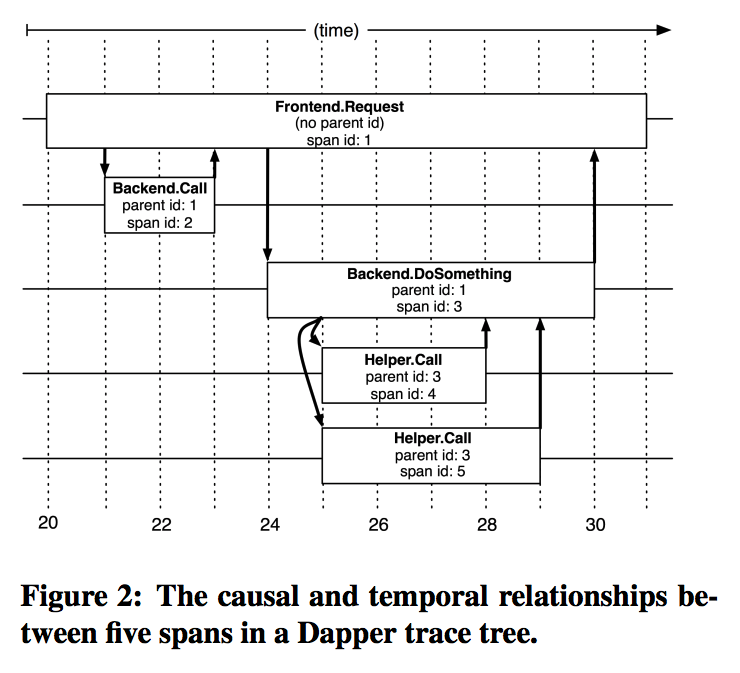 (time)
Frontend.Request
(no parent id)
span id: 1
Backend.Call
parent id: 1
span id: 2
Backend.DoSomething
parent id: 1
span id: 3
Helper.Call
parent id: 3
span id: 4
Helper.Call
parent id: 3
span id: 5
20 22 24 26 28 30
Figure 2: The causal and temporal relationships be-
tween five spans in a Dapper trace tree.